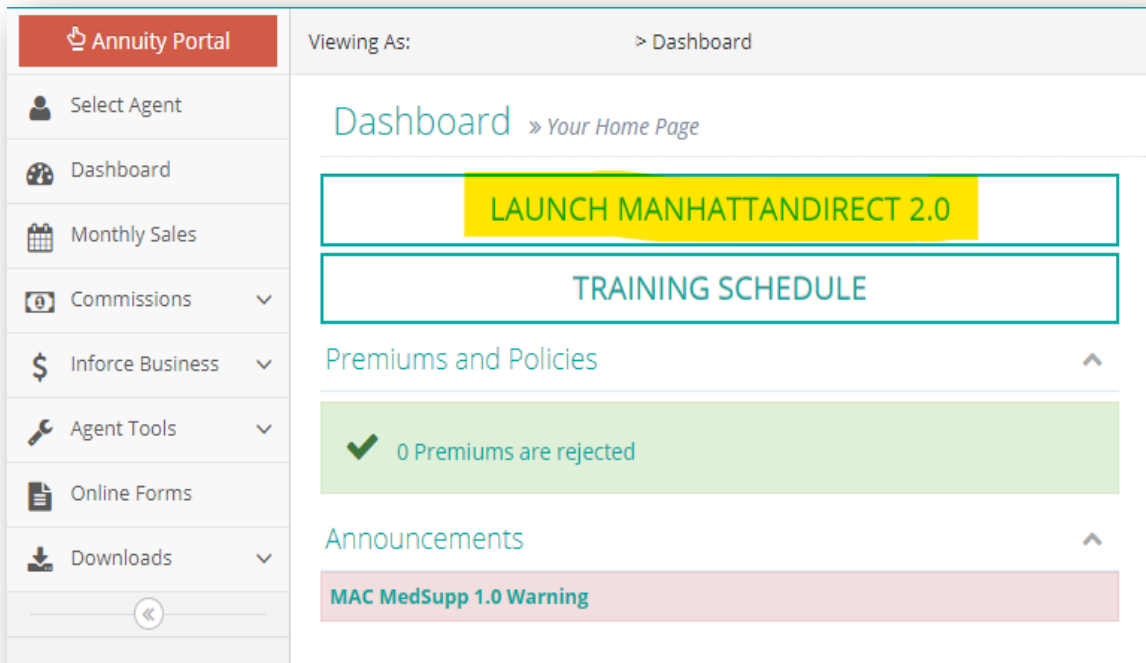 Annuity Portal
Viewing As: > Dashboard
Select Agent
Dashboard
Monthly Sales
Commissions
Inforce Business
Agent Tools
Online Forms
Downloads
Dashboard » Your Home Page
LAUNCH MANHATTANDIRECT 2.0
TRAINING SCHEDULE
Premiums and Policies
0 Premiums are rejected
Announcements
MAC MedSupp 1.0 Warning